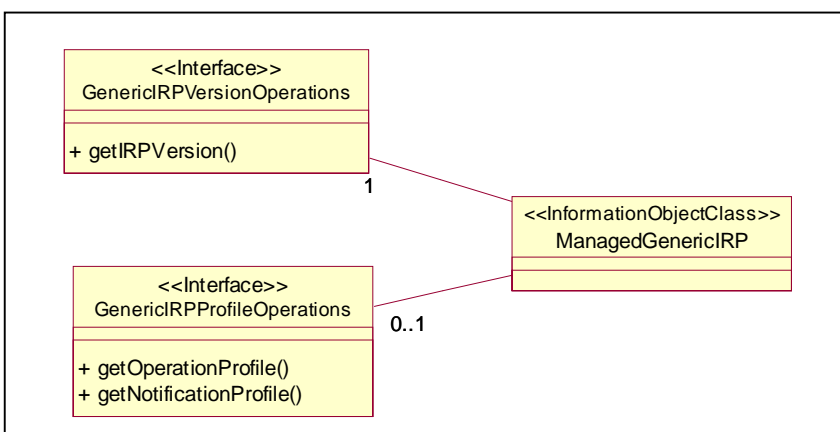 <<Interface>>
GenericIRPVersionOperations
+ getIRPVersion()
1
<<InformationObjectClass>>
ManagedGenericIRP
<<Interface>>
GenericIRPProfileOperations
0..1
+ getOperationProfile()
+ getNotificationProfile()